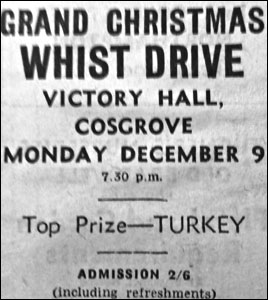 GRAND CHRISTMAS
WHIST DRIVE
VICTORY HALL,
COSGROVE
MONDAY DECEMBER 9
7.30 p.m.
Top Prize—TURKEY
ADMISSION 2/6
(including refreshments)